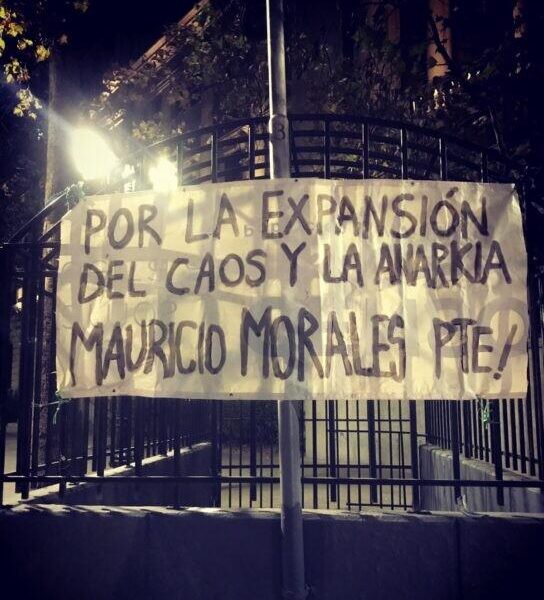 POR LA EXPANSIÓN
DEL CAOS Y LA ANARKIA
MAURICIO MORALES PTE!